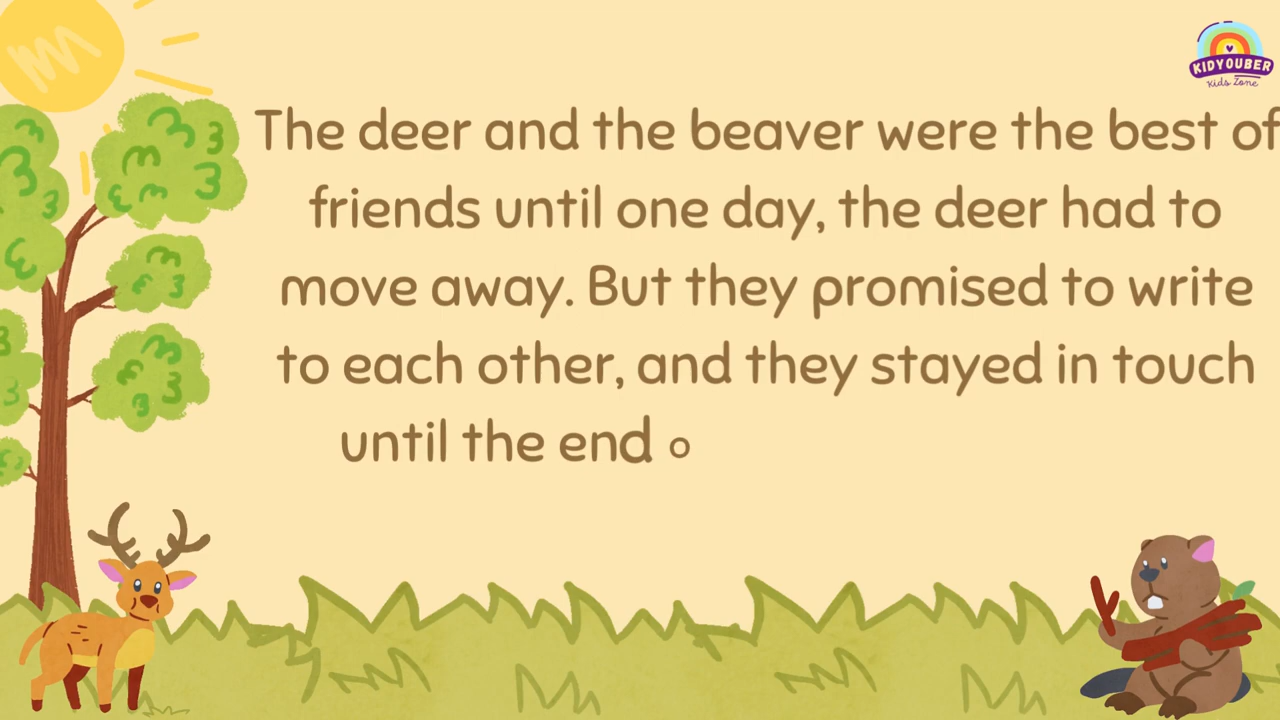 KIDYOUBER
Kids Zone
The deer and the beaver were the best of
friends until one day, the deer had to
move away. But they promised to write
to each other, and they stayed in touch
until the end o